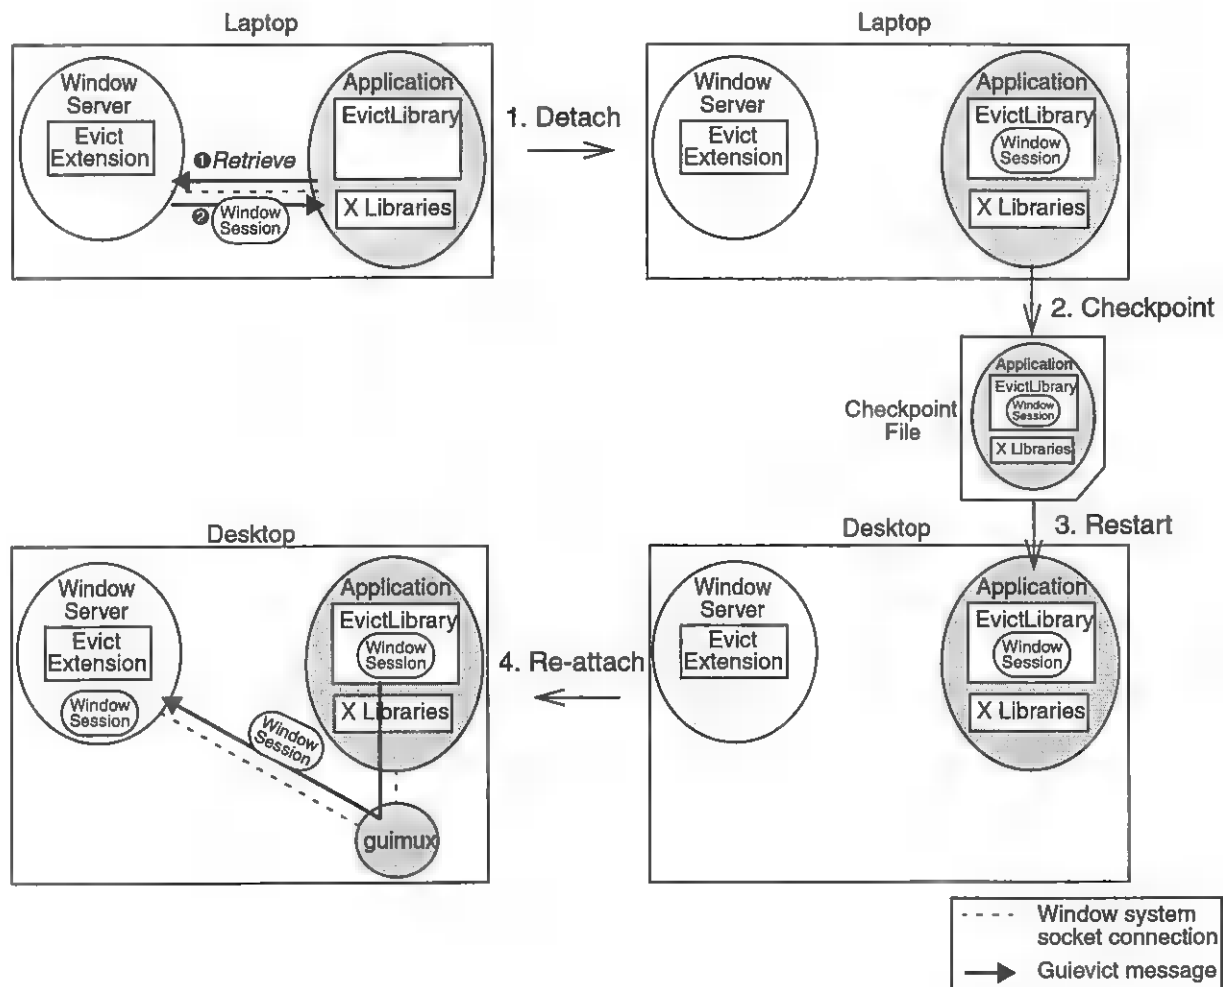 Laptop
Window
Server
Evict
Extension
❶Retrieve
❷
Window
Session
Application
EvictLibrary
X Libraries
1. Detach
Laptop
Window
Server
Evict
Extension
Application
EvictLibrary
Window
Session
X Libraries
2. Checkpoint
Checkpoint
File
Application
EvictLibrary
Window
Session
X Libraries
3. Restart
Desktop
Window
Server
Evict
Extension
Window
Session
Window
Session
Application
EvictLibrary
Window
Session
X Libraries
guimux
4. Re-attach
Desktop
Window
Server
Evict
Extension
Application
EvictLibrary
Window
Session
X Libraries
Window system
socket connection
Guievict message